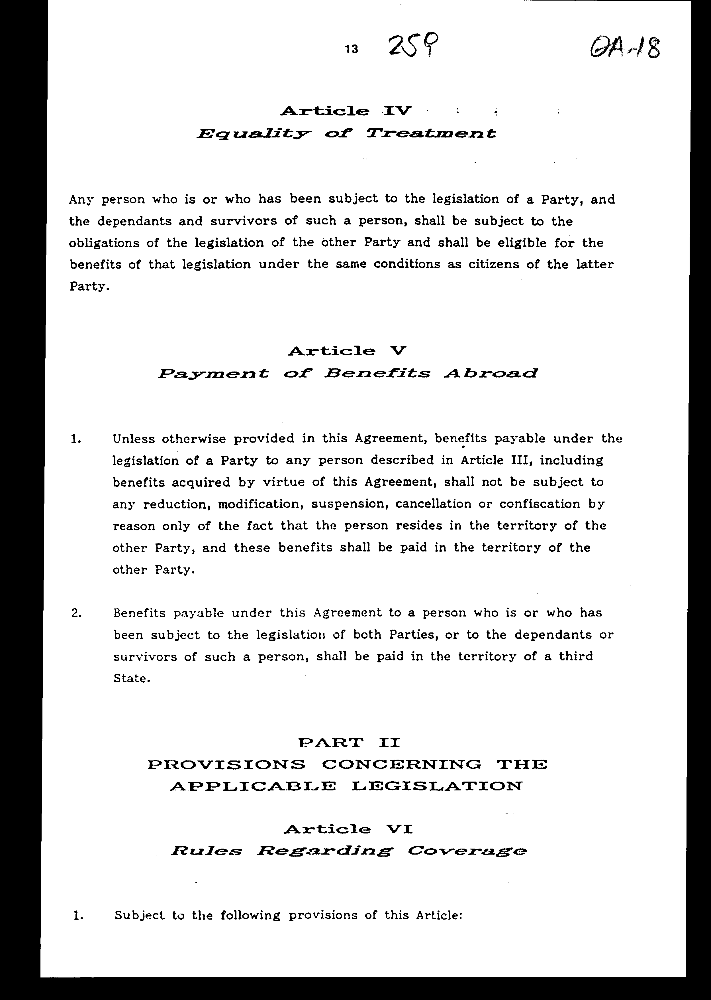 13 259 QA-18
Article IV
Equality of Treatment
Any person who is or who has been subject to the legislation of a Party, and
the dependants and survivors of such a person, shall be subject to the
obligations of the legislation of the other Party and shall be eligible for the
benefits of that legislation under the same conditions as citizens of the latter
Party.
Article V
Payment of Benefits Abroad
1. Unless otherwise provided in this Agreement, benefits payable under the
legislation of a Party to any person described in Article III, including
benefits acquired by virtue of this Agreement, shall not be subject to
any reduction, modification, suspension, cancellation or confiscation by
reason only of the fact that the person resides in the territory of the
other Party, and these benefits shall be paid in the territory of the
other Party.
2. Benefits payable under this Agreement to a person who is or who has
been subject to the legislation of both Parties, or to the dependants or
survivors of such a person, shall be paid in the territory of a third
State.
PART II
PROVISIONS CONCERNING THE
APPLICABLE LEGISLATION
Article VI
Rules Regarding Coverage
1. Subject to the following provisions of this Article: